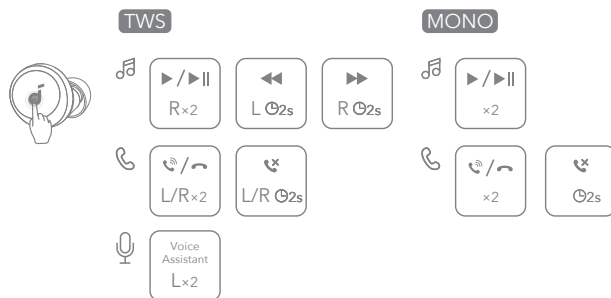 TWS
R×2
L 2s
R 2s
L/R×2
L/R 2s
Voice
Assistant
L×2
MONO
×2
×2
2s